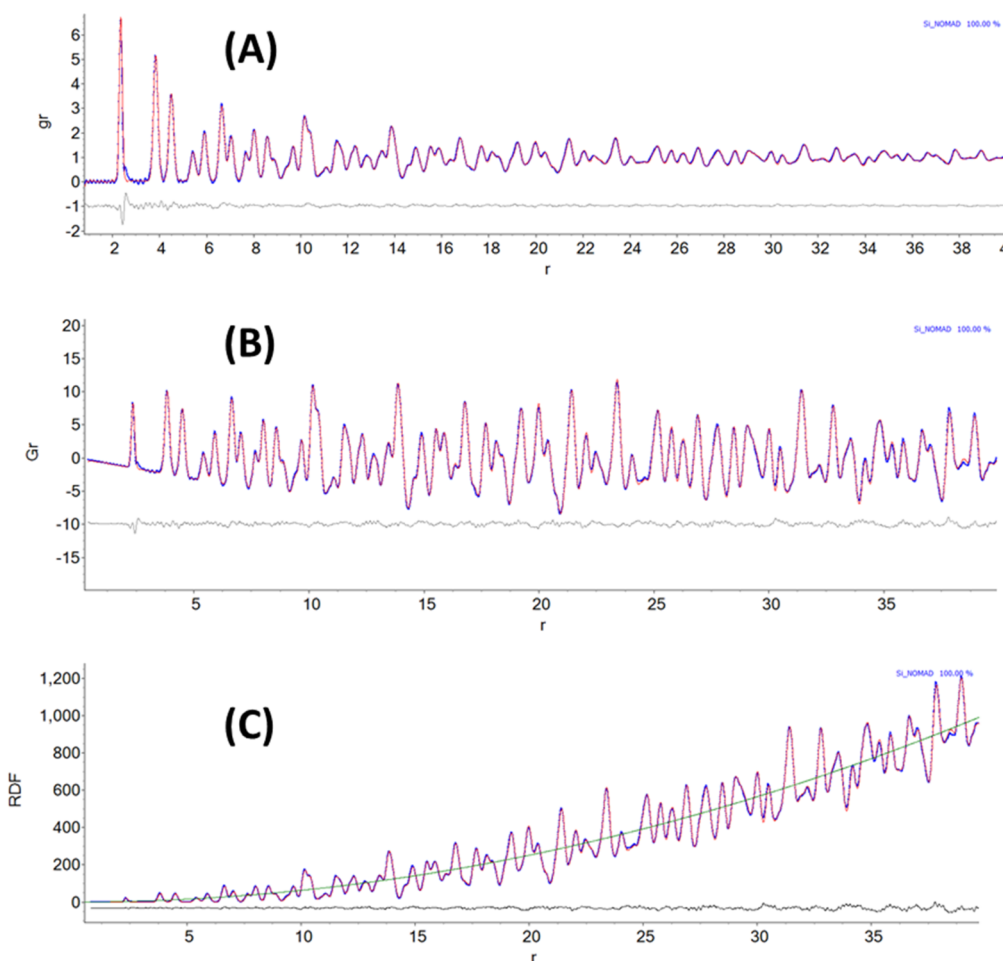 (A)
Si_NOMAD 100.00 %
gr
6
5
4
3
2
1
0
-1
-2
2 4 6 8 10 12 14 16 18 20 22 24 26 28 30 32 34 36 38 4
r
(B)
Si_NOMAD 100.00 %
Gr
20
15
10
5
0
-5
-10
-15
5 10 15 20 25 30 35
r
(C)
Si_NOMAD 100.00 %
RDF
1,200
1,000
800
600
400
200
0
5 10 15 20 25 30 35
r